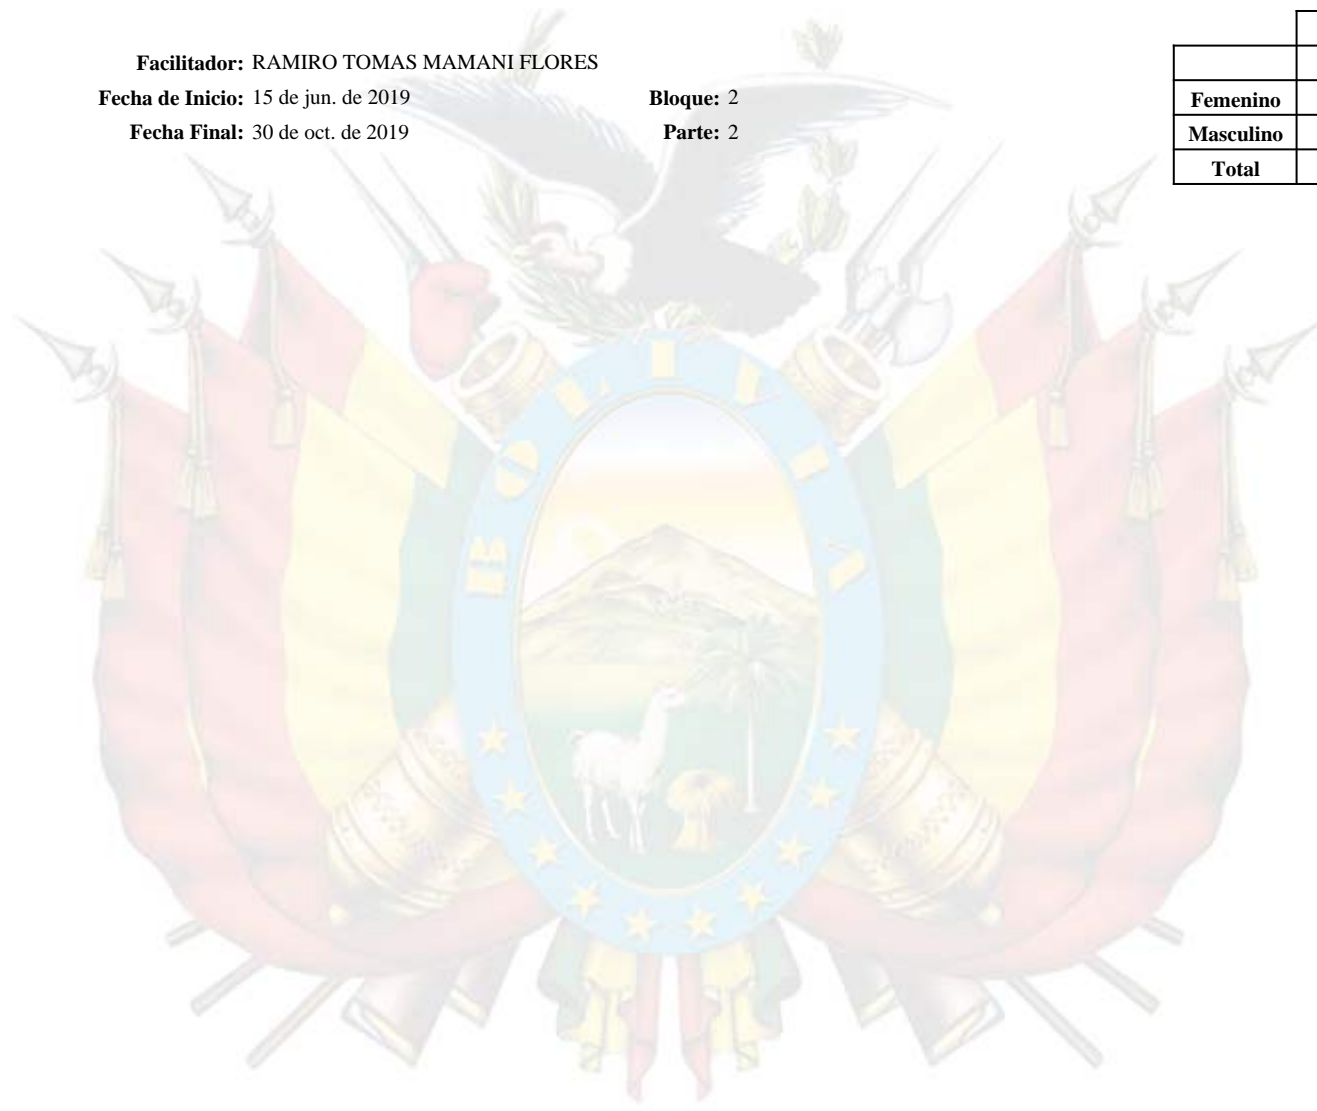 Facilitador: RAMIRO TOMAS MAMANI FLORES
Fecha de Inicio: 15 de jun. de 2019 Bloque: 2
Fecha Final: 30 de oct. de 2019 Parte: 2
Femenino
Masculino
Total
BOLIVIA